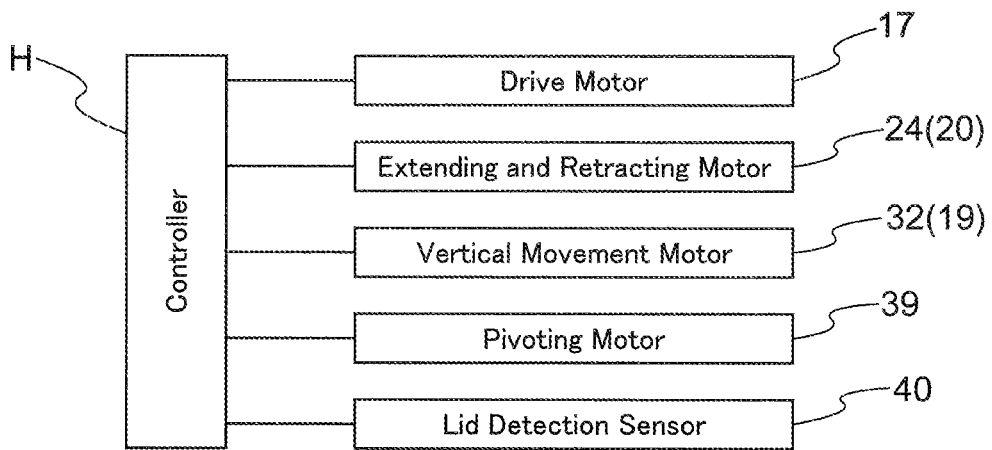 H
Controller
Drive Motor
17
Extending and Retracting Motor
24(20)
Vertical Movement Motor
32(19)
Pivoting Motor
39
Lid Detection Sensor
40